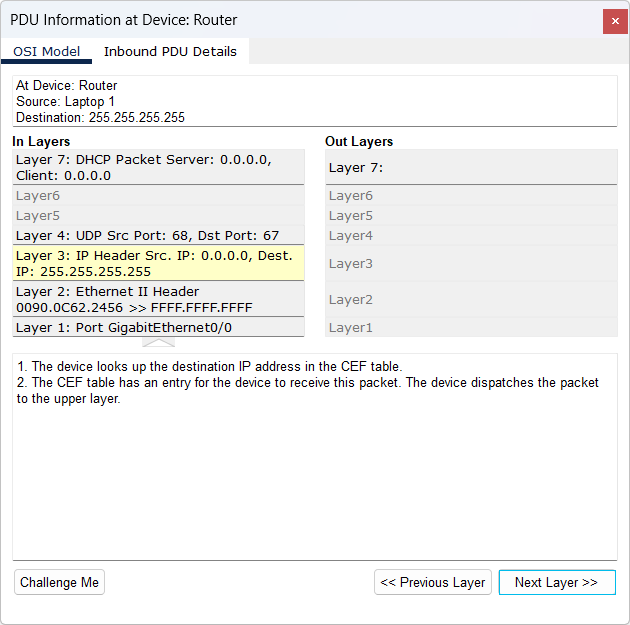 PDU Information at Device: Router
OSI Model
Inbound PDU Details
At Device: Router
Source: Laptop 1
Destination: 255.255.255.255
In Layers
Layer 7: DHCP Packet Server: 0.0.0.0,
Client: 0.0.0.0
Layer6
Layer5
Layer 4: UDP Src Port: 68, Dst Port: 67
Layer 3: IP Header Src. IP: 0.0.0.0, Dest.
IP: 255.255.255.255
Layer 2: Ethernet II Header
0090.0C62.2456 >> FFFF.FFFF.FFFF
Layer 1: Port GigabitEthernet0/0
Out Layers
Layer 7:
Layer6
Layer5
Layer4
Layer3
Layer2
Layer1
1. The device looks up the destination IP address in the CEF table.
2. The CEF table has an entry for the device to receive this packet. The device dispatches the packet
to the upper layer.
Challenge Me
<< Previous Layer
Next Layer >>